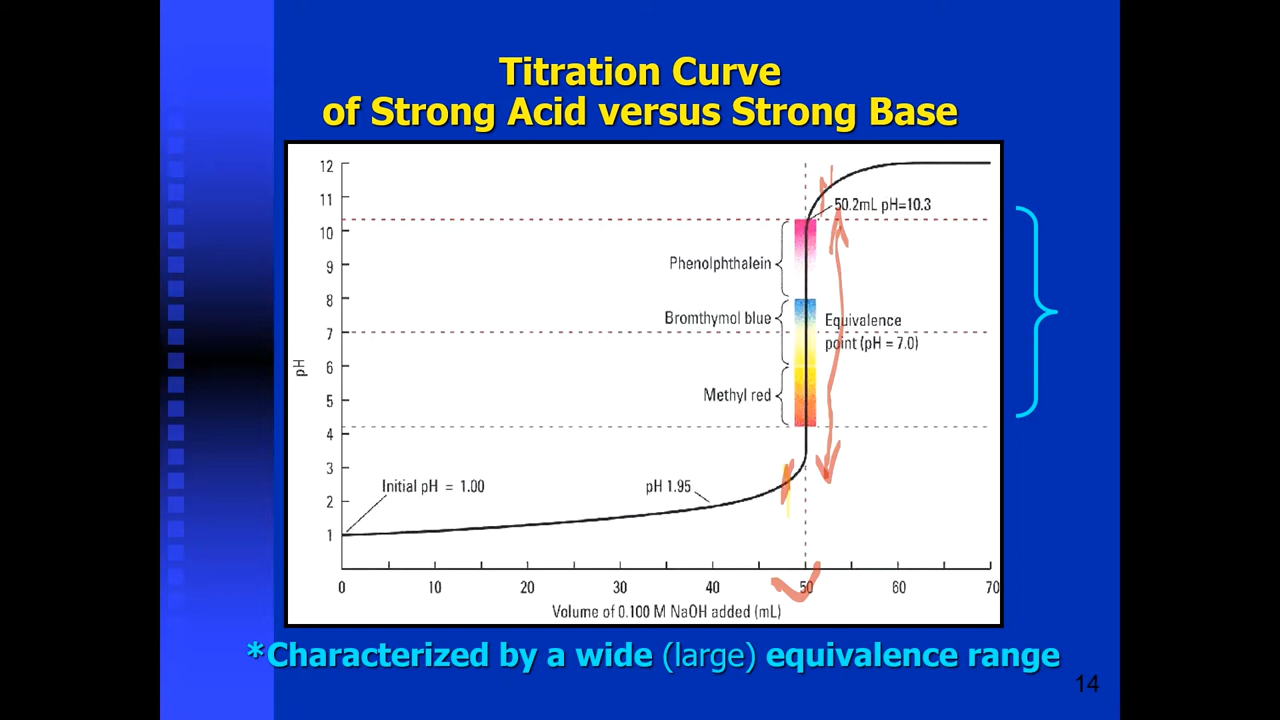 Titration Curve
of Strong Acid versus Strong Base
12
11
50.2mL pH=10.3
10
Phenolphthalein
9
8
Bromthymol blue
Equivalence
7
point (pH = 7.0)
6
pH
Methyl red
5
4
3
Initial pH = 1.00
pH 1.95
2
1
0 10 20 30 40 50 60 70
Volume of 0.100 M NaOH added (mL)
*Characterized by a wide (large) equivalence range
14